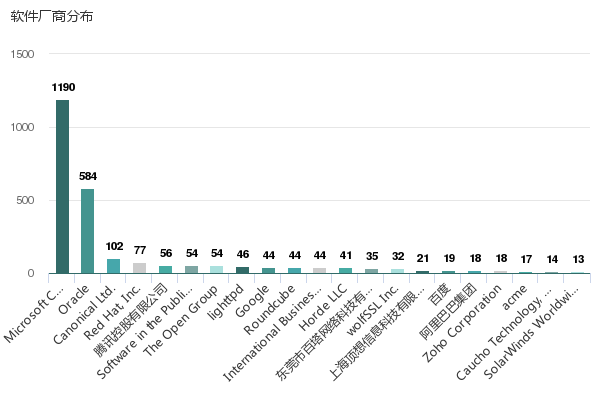 软件厂商分布
1500
1000
500
0
1190
584
102
77
56
54
54
46
44
44
44
41
35
32
21
19
18
18
17
14
13
Microsoft C...
Oracle
Canonical Ltd.
Red Hat Inc.
腾讯控股有限公司
Software in the Publi...
The Open Group
lighttpd
Google
Roundcube
International Busines...
Horde LLC
东莞市百塔网络科技有...
wolfSSL Inc.
上海顶想信息科技有限...
百度
阿里巴巴集团
Zoho Corporation
acme
Caucho Technology, ...
SolarWinds Worldwi...